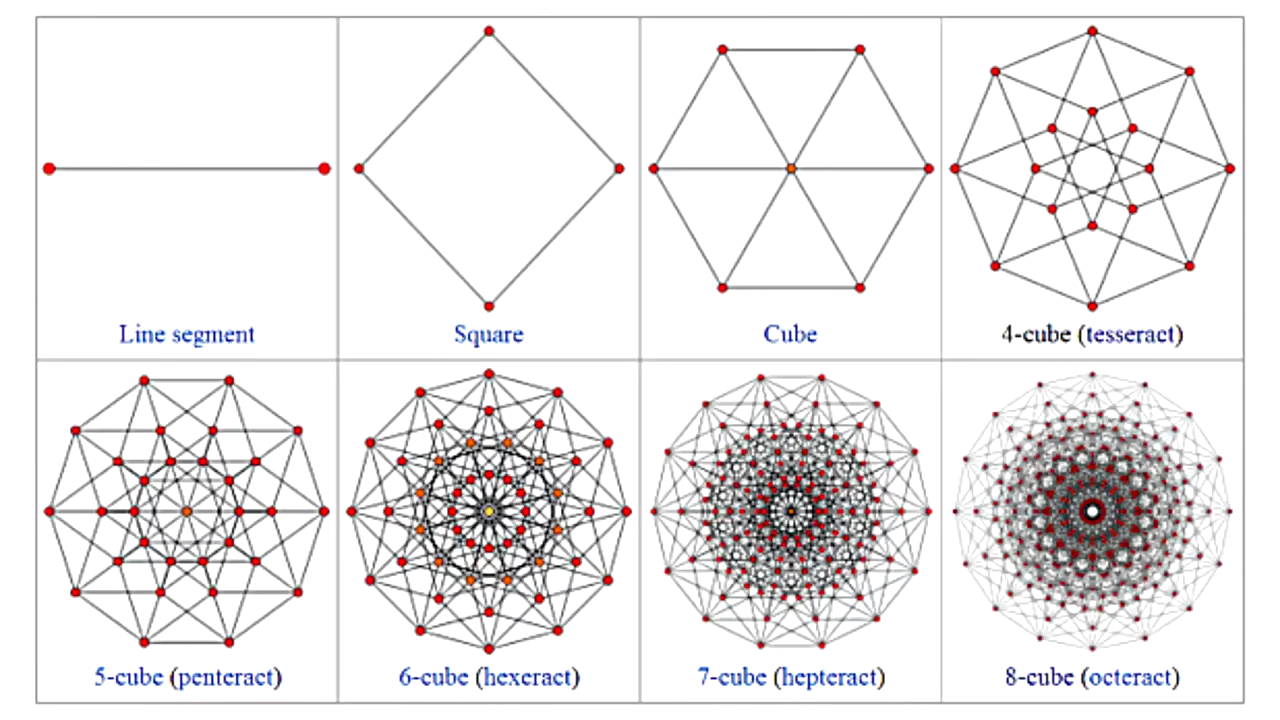 Line segment
Square
Cube
4-cube (tesseract)
5-cube (penteract)
6-cube (hexeract)
7-cube (hepteract)
8-cube (octeract)